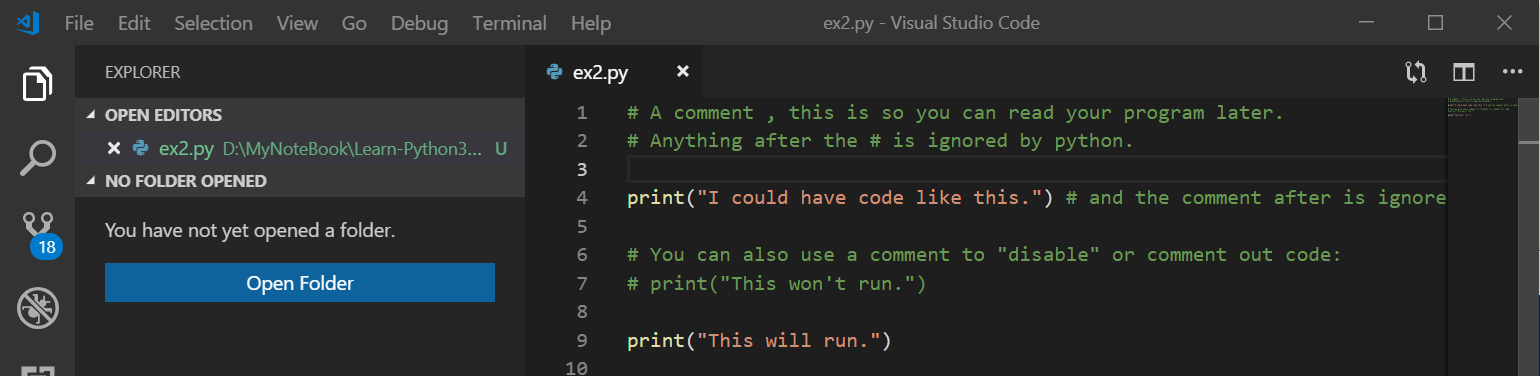 File Edit Selection View Go Debug Terminal Help ex2.py - Visual Studio Code
EXPLORER
OPEN EDITORS
ex2.py D:\MyNoteBook\Learn-Python3... U
NO FOLDER OPENED
You have not yet opened a folder.
Open Folder
18
ex2.py
1 # A comment , this is so you can read your program later.
2 # Anything after the # is ignored by python.
3
4 print("I could have code like this.") # and the comment after is ignore
5
6 # You can also use a comment to "disable" or comment out code:
7 # print("This won't run.")
8
9 print("This will run.")
10